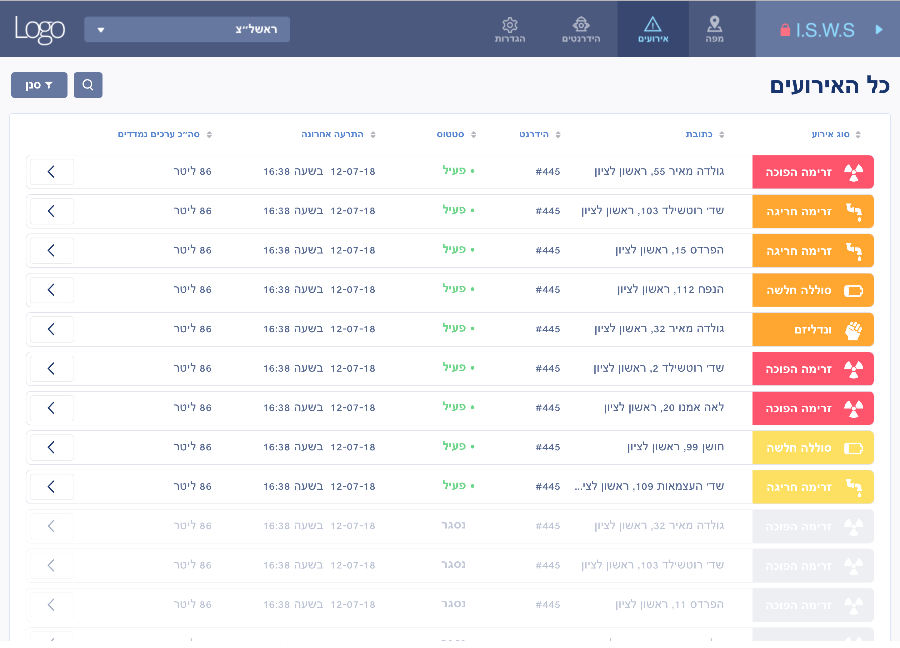 I.S.W.S
מפה
אירועים
הידרנטים
הגדרות
ראשל״צ
Logo
כל האירועים
סנן
סוג אירוע כתובת הידרנט סטטוס התרעה אחרונה סה״כ ערכים נמדדים
זרימה הפוכה גולדה מאיר 55, ראשון לציון #445 פעיל 12-07-18 בשעה 16:38 86 ליטר
זרימה חריגה שד׳ רוטשילד 103, ראשון לציון #445 פעיל 12-07-18 בשעה 16:38 86 ליטר
זרימה חריגה הפרדס 15, ראשון לציון #445 פעיל 12-07-18 בשעה 16:38 86 ליטר
סוללה חלשה הנפח 112, ראשון לציון #445 פעיל 12-07-18 בשעה 16:38 86 ליטר
ונדליזם גולדה מאיר 32, ראשון לציון #445 פעיל 12-07-18 בשעה 16:38 86 ליטר
זרימה הפוכה שד׳ רוטשילד 2, ראשון לציון #445 פעיל 12-07-18 בשעה 16:38 86 ליטר
זרימה הפוכה לאה אמנו 20, ראשון לציון #445 פעיל 12-07-18 בשעה 16:38 86 ליטר
סוללה חלשה חושן 99, ראשון לציון #445 פעיל 12-07-18 בשעה 16:38 86 ליטר
זרימה חריגה שד׳ העצמאות 109, ראשון לצי... #445 פעיל 12-07-18 בשעה 16:38 86 ליטר
זרימה הפוכה גולדה מאיר 32, ראשון לציון #445 נסגר 12-07-18 בשעה 16:38 86 ליטר
זרימה הפוכה שד׳ רוטשילד 103, ראשון לציון #445 נסגר 12-07-18 בשעה 16:38 86 ליטר
זרימה הפוכה הפרדס 11, ראשון לציון #445 נסגר 12-07-18 בשעה 16:38 86 ליטר